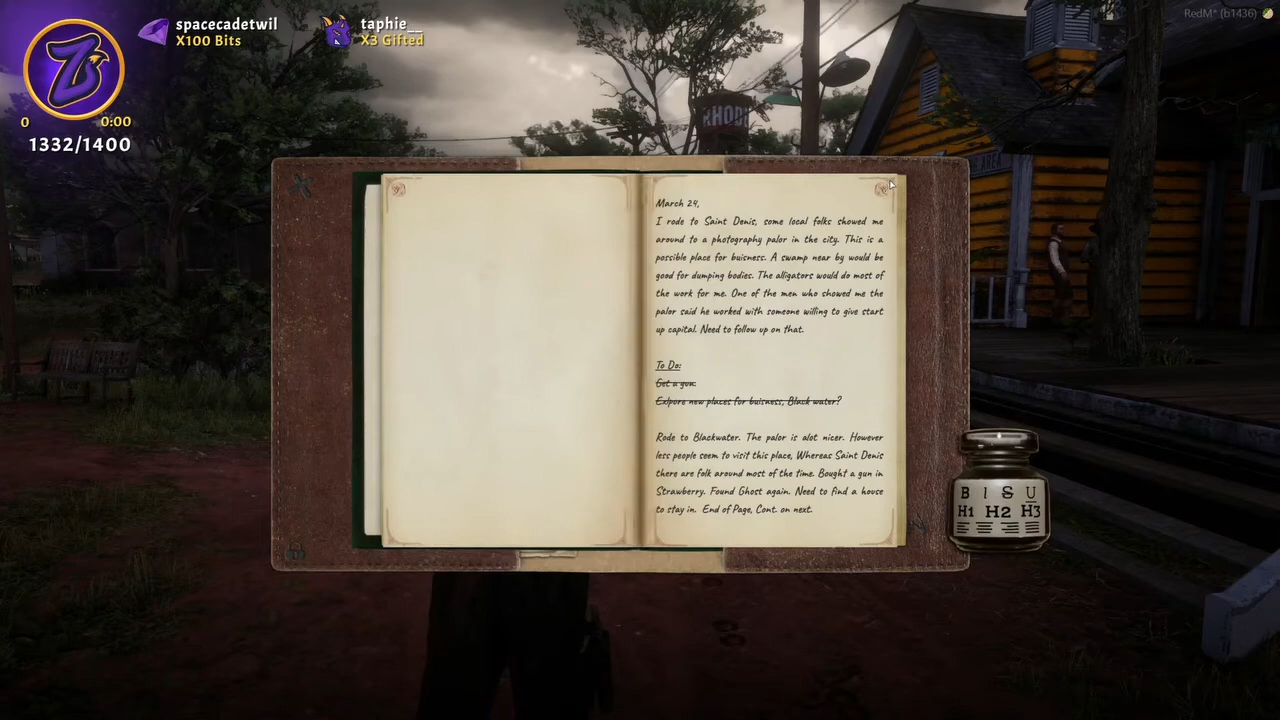 spacecadetwil
X100 Bits
taphie__
X3 Gifted
RedM® (b1436)
0
0:00
1332/1400
RHOD
AREA
March 24,
I rode to Saint Denis, some local folks showed me
around to a photography palor in the city. This is a
possible place for buisness. A swamp near by would be
good for dumping bodies. The alligators would do most of
the work for me. One of the men who showed me the
palor said he worked with someone willing to give start
up capital. Need to follow up on that.
To Do:
Get a gun.
Exlpore new places for buisness, Black water?
Rode to Blackwater. The palor is alot nicer. However
less people seem to visit this place, Whereas Saint Denis
there are folk around most of the time. Bought a gun in
Strawberry. Found Ghost again. Need to find a house
to stay in. End of Page, Cont. on next.
B I S U
H1 H2 H3